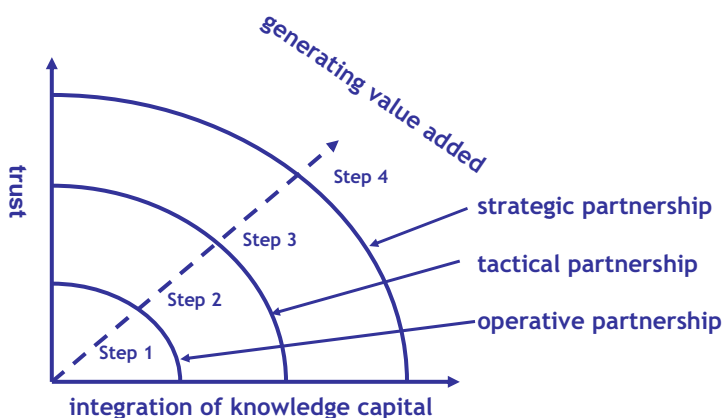 generating value added
trust
Step 4
strategic partnership
Step 3
tactical partnership
Step 2
operative partnership
Step 1
integration of knowledge capital